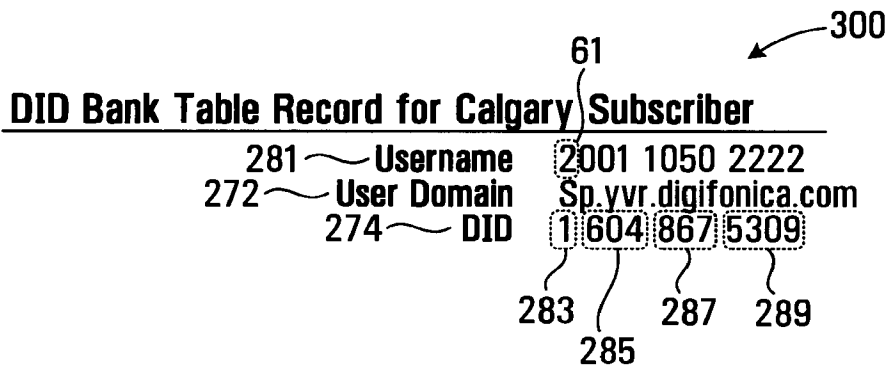 300
61
DID Bank Table Record for Calgary Subscriber
281 Username 2001 1050 2222
272 User Domain Sp.yvr.digifonica.com
274 DID 1 604 867 5309
283 287 289
285